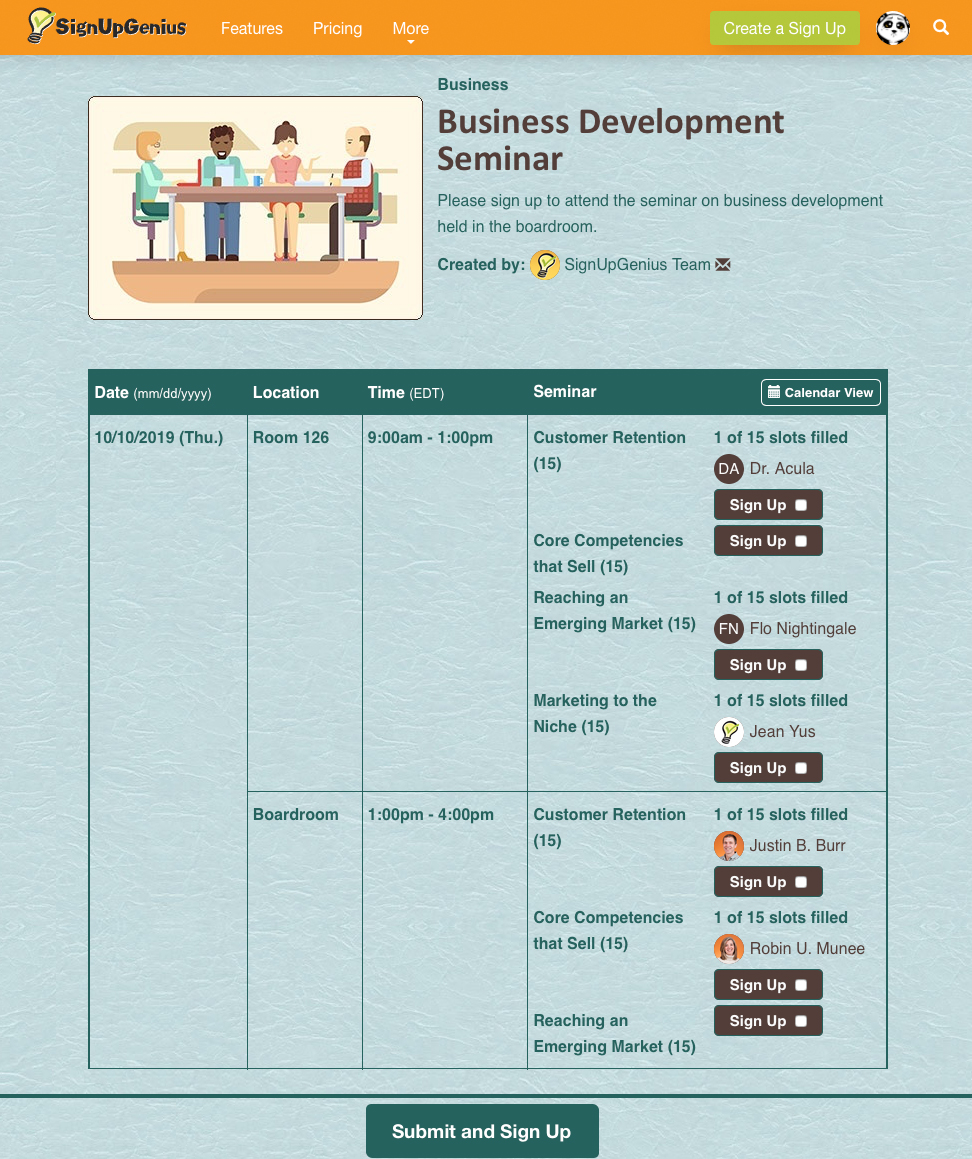 SignUpGenius Features Pricing More Create a Sign Up
Business
Business Development
Seminar
Please sign up to attend the seminar on business development
held in the boardroom.
Created by: SignUpGenius Team
Date (mm/dd/yyyy) Location Time (EDT) Seminar Calendar View
10/10/2019 (Thu.) Room 126 9:00am - 1:00pm Customer Retention 1 of 15 slots filled
(15)
DA Dr. Acula
Sign Up
Core Competencies Sign Up
that Sell (15)
Reaching an 1 of 15 slots filled
Emerging Market (15) FN Flo Nightingale
Sign Up
Marketing to the 1 of 15 slots filled
Niche (15) Jean Yus
Sign Up
Boardroom 1:00pm - 4:00pm Customer Retention 1 of 15 slots filled
(15) Justin B. Burr
Sign Up
Core Competencies 1 of 15 slots filled
that Sell (15) Robin U. Munee
Sign Up
Reaching an Sign Up
Emerging Market (15)
Submit and Sign Up